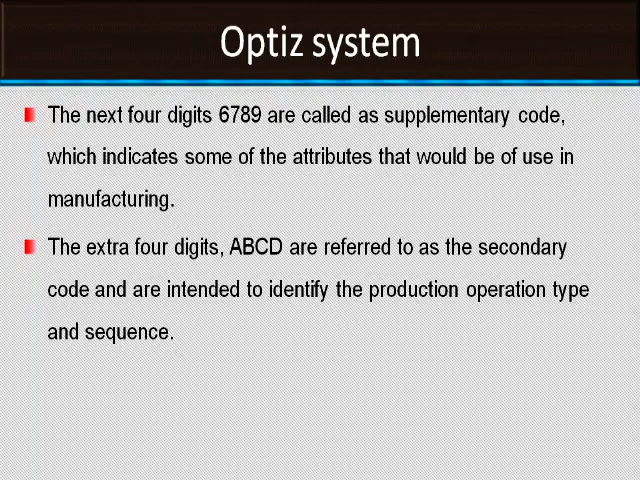 Optiz system
The next four digits 6789 are called as supplementary code,
which indicates some of the attributes that would be of use in
manufacturing.
The extra four digits, ABCD are referred to as the secondary
code and are intended to identify the production operation type
and sequence.